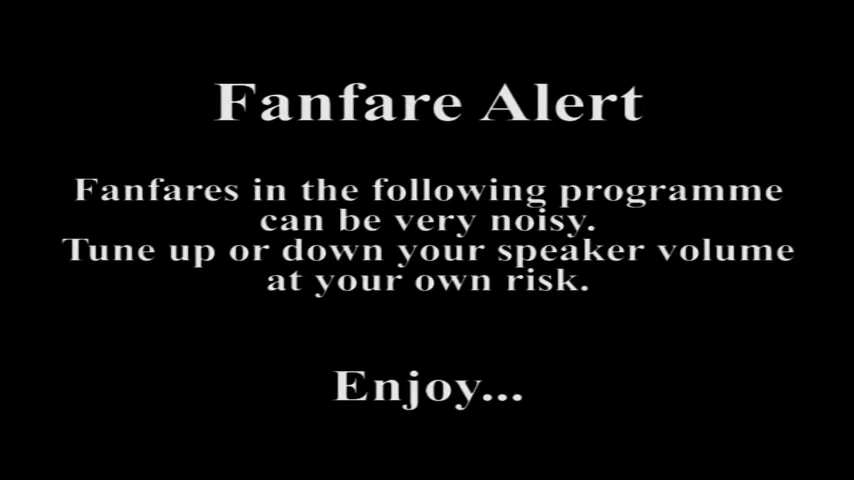 Fanfare Alert
Fanfares in the following programme
can be very noisy.
Tune up or down your speaker volume
at your own risk.
Enjoy...